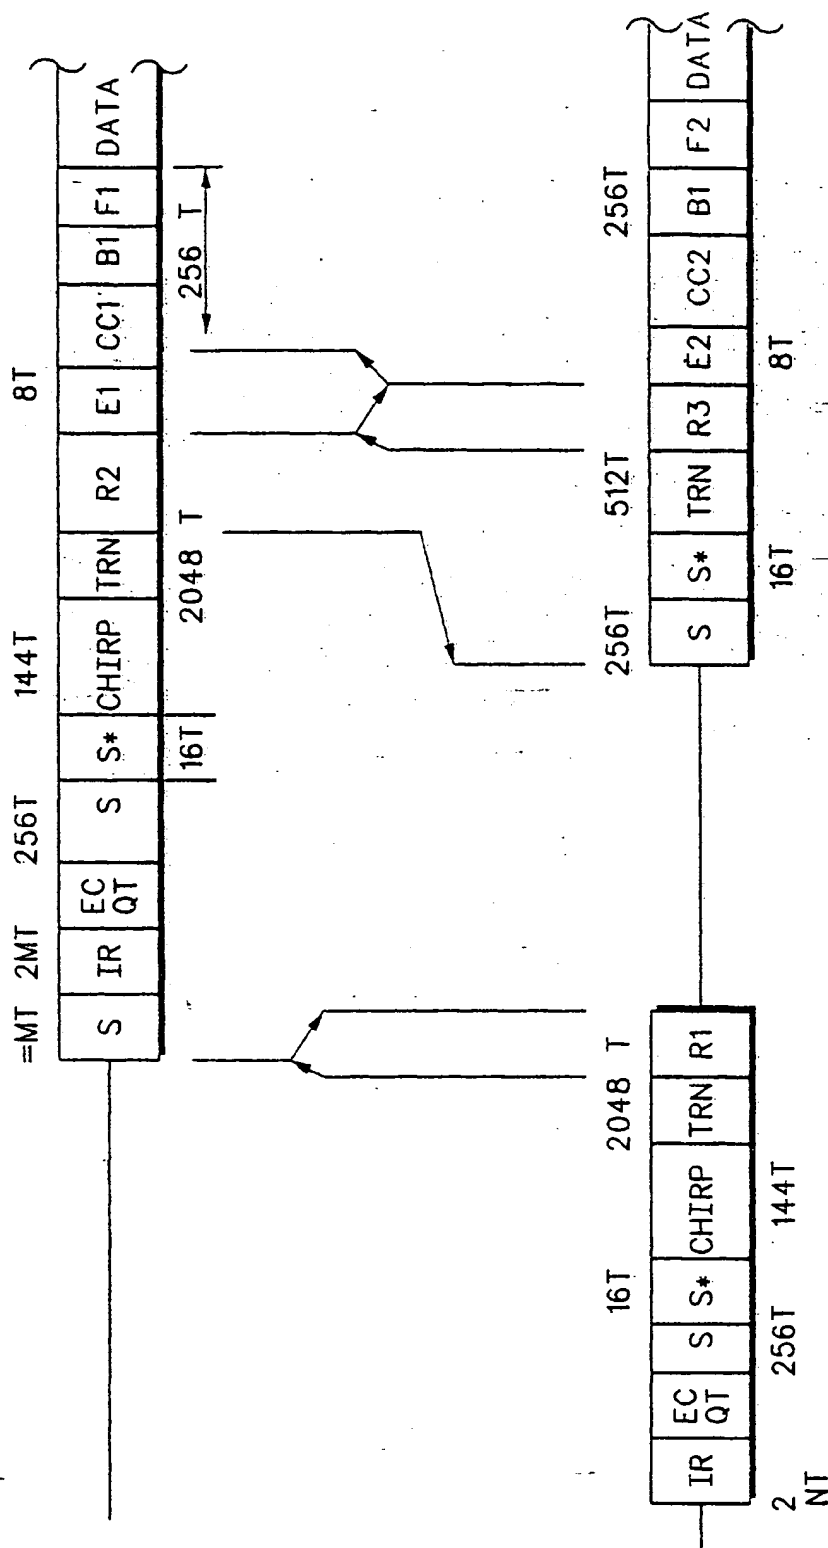 =MT 2MT 256T 144T 8T
S IR EC QT S S* CHIRP TRN R2 E1 CC1 B1 F1 DATA
16T 2048 T 256 T
16T 2048 T 256T 512T 256T
IR EC QT S S* CHIRP TRN R1 S S* TRN R3 E2 CC2 B1 F2 DATA
2 NT 256T 144T 16T 8T